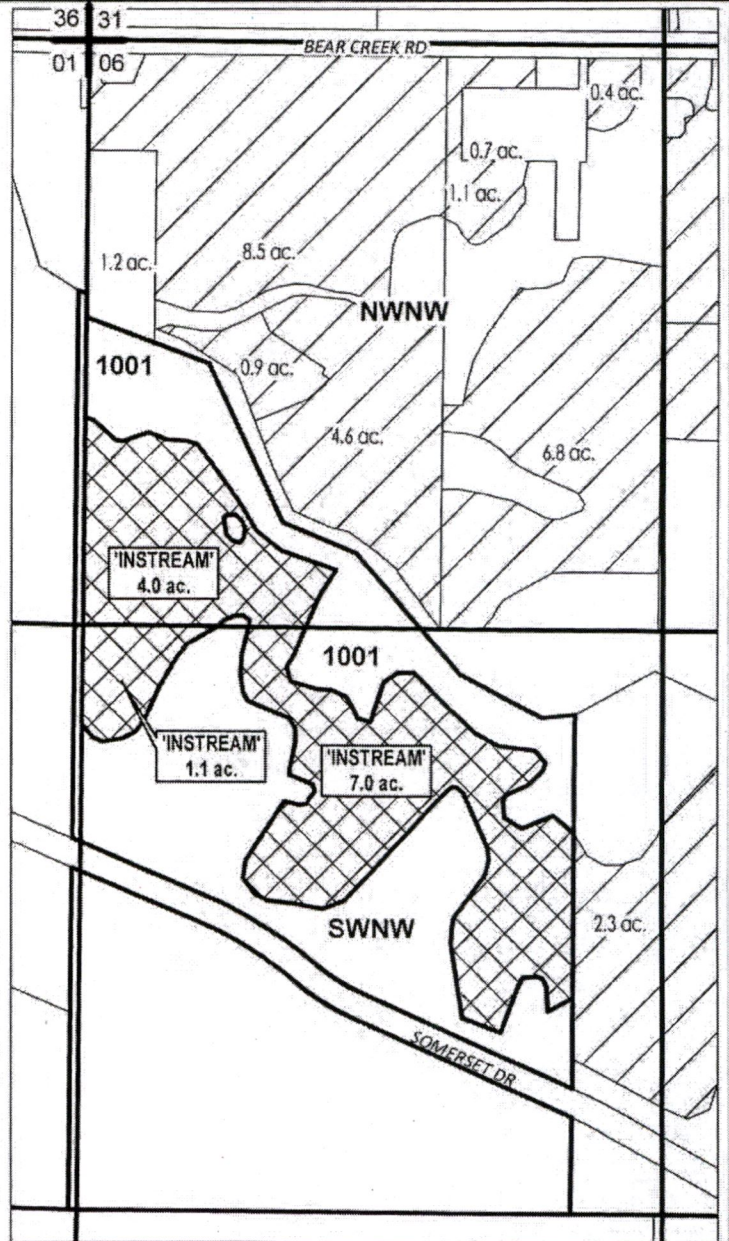 36 31
BEAR CREEK RD
01 06
0.4 ac.
0.7 ac.
1.1 ac.
8.5 ac.
1.2 ac.
NWNW
1001
0.9 ac.
4.6 ac.
6.8 ac.
'INSTREAM'
4.0 ac.
1001
'INSTREAM'
1.1 ac.
'INSTREAM'
7.0 ac.
2.3 ac.
SWNW
SOMERSET DR